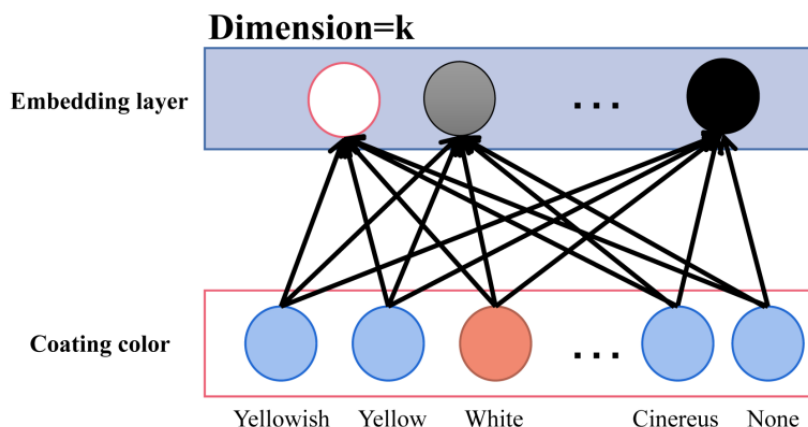 Dimension=k
Embedding layer
...
Coating color
...
Yellowish Yellow White Cinereus None